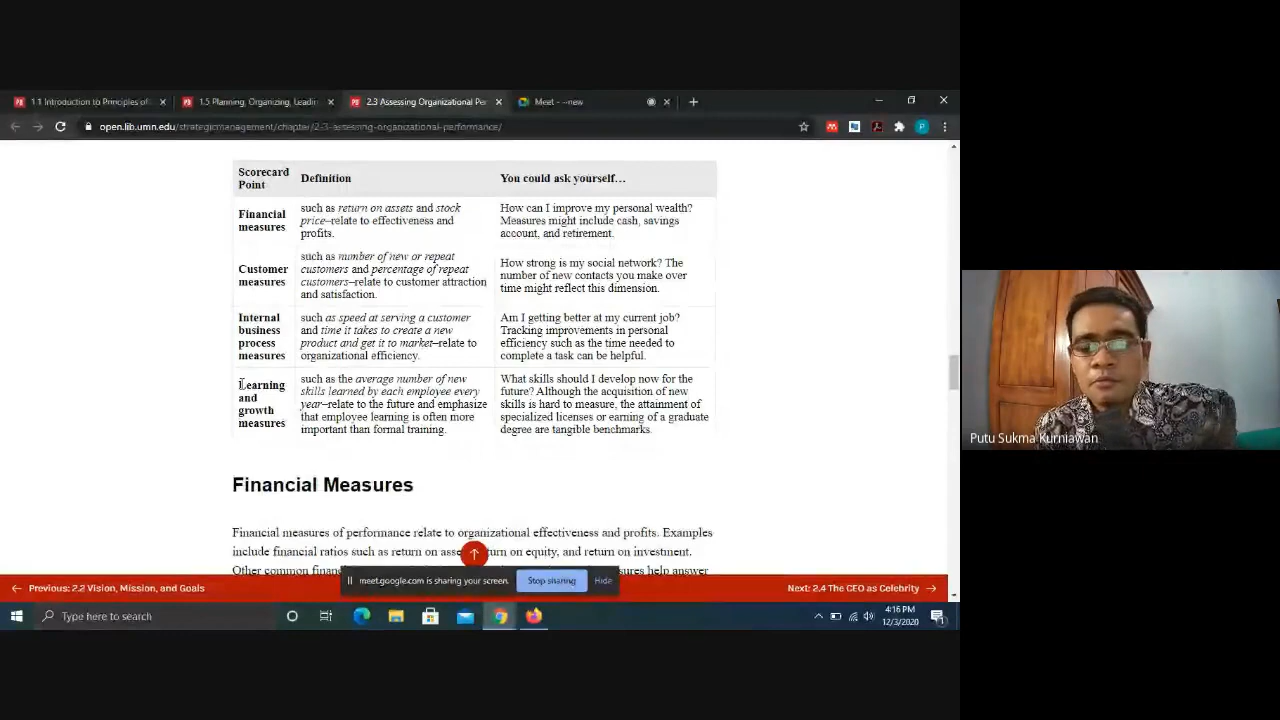 1.1 Introduction to Principles of
1.5 Planning, Organizing, Leadin
2.3 Assessing Organizational Per
Meet - --new
open.lib.umn.edu/strategicmanagement/chapter/2-3-assessing-organizational-performance/
Scorecard
Point
Definition
You could ask yourself…
Financial
measures
such as return on assets and stock
price–relate to effectiveness and
profits.
How can I improve my personal wealth?
Measures might include cash, savings
account, and retirement.
Customer
measures
such as number of new or repeat
customers and percentage of repeat
customers–relate to customer attraction
and satisfaction.
How strong is my social network? The
number of new contacts you make over
time might reflect this dimension.
Internal
business
process
measures
such as speed at serving a customer
and time it takes to create a new
product and get it to market–relate to
organizational efficiency.
Am I getting better at my current job?
Tracking improvements in personal
efficiency such as the time needed to
complete a task can be helpful.
Learning
and
growth
measures
such as the average number of new
skills learned by each employee every
year–relate to the future and emphasize
that employee learning is often more
important than formal training.
What skills should I develop now for the
future? Although the acquisition of new
skills is hard to measure, the attainment of
specialized licenses or earning of a graduate
degree are tangible benchmarks.
Financial Measures
Financial measures of performance relate to organizational effectiveness and profits. Examples
include financial ratios such as return on asse turn on equity, and return on investment.
Other common finan sures help answer
meet.google.com is sharing your screen.
Stop sharing
Hide
Previous: 2.2 Vision, Mission, and Goals
Next: 2.4 The CEO as Celebrity
Type here to search
4:16 PM
12/3/2020
Putu Sukma Kurniawan